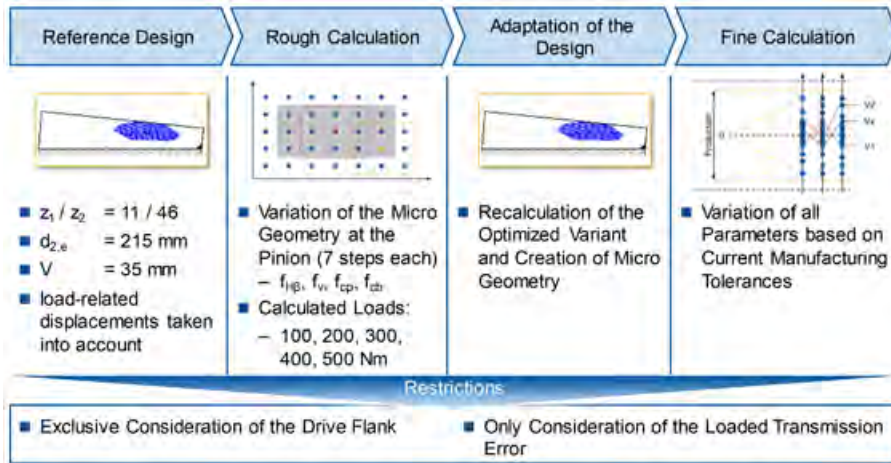 Reference Design
Rough Calculation
Adaptation of the
Design
Fine Calculation
z1 / z2 = 11 / 46
d2,e = 215 mm
V = 35 mm
load-related
displacements taken
into account
Variation of the Micro
Geometry at the
Pinion (7 steps each)
– fHβ, fv, fcp, fcb
Calculated Loads:
– 100, 200, 300,
400, 500 Nm
Recalculation of the
Optimized Variant
and Creation of Micro
Geometry
Production
0
V1
Variation of all
Parameters based on
Current Manufacturing
Tolerances
Restrictions
Exclusive Consideration of the Drive Flank
Only Consideration of the Loaded Transmission
Error